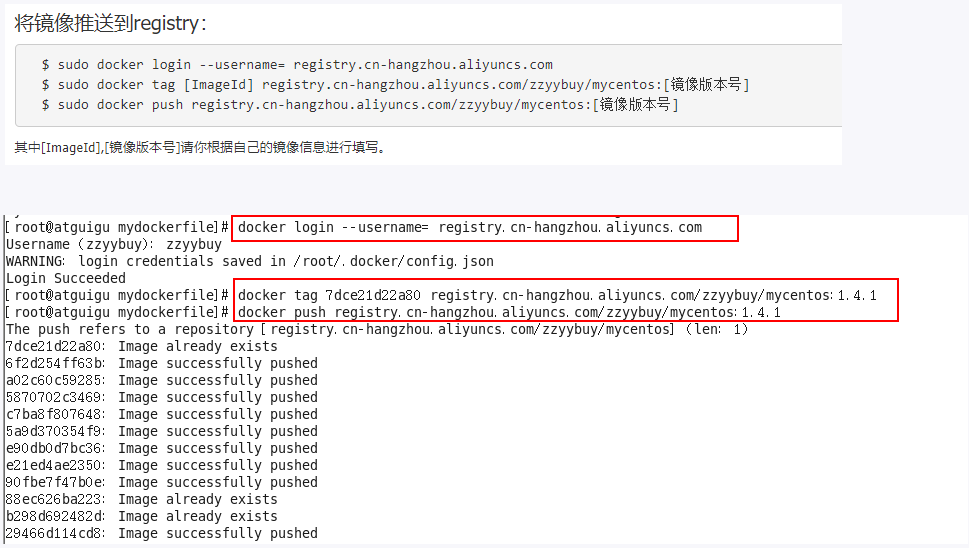 将镜像推送到registry：
$ sudo docker login --username= registry.cn-hangzhou.aliyuncs.com
$ sudo docker tag [ImageId] registry.cn-hangzhou.aliyuncs.com/zzyybuy/mycentos:[镜像版本号]
$ sudo docker push registry.cn-hangzhou.aliyuncs.com/zzyybuy/mycentos:[镜像版本号]
其中[ImageId],[镜像版本号]请你根据自己的镜像信息进行填写。
[root@atguigu mydockerfile]# docker login --username= registry.cn-hangzhou.aliyuncs.com
Username (zzyybuy): zzyybuy
WARNING: login credentials saved in /root/.docker/config.json
Login Succeeded
[root@atguigu mydockerfile]# docker tag 7dce21d22a80 registry.cn-hangzhou.aliyuncs.com/zzyybuy/mycentos:1.4.1
[root@atguigu mydockerfile]# docker push registry.cn-hangzhou.aliyuncs.com/zzyybuy/mycentos:1.4.1
The push refers to a repository [registry.cn-hangzhou.aliyuncs.com/zzyybuy/mycentos] (len: 1)
7dce21d22a80: Image already exists
6f2d254ff63b: Image successfully pushed
a02c60c59285: Image successfully pushed
5870702c3469: Image successfully pushed
c7ba8f807648: Image successfully pushed
5a9d370354f9: Image successfully pushed
e90db0d7bc36: Image successfully pushed
e21ed4ae2350: Image successfully pushed
90fbe7f47b0e: Image successfully pushed
88ec626ba223: Image already exists
b298d692482d: Image already exists
29466d114cd8: Image successfully pushed